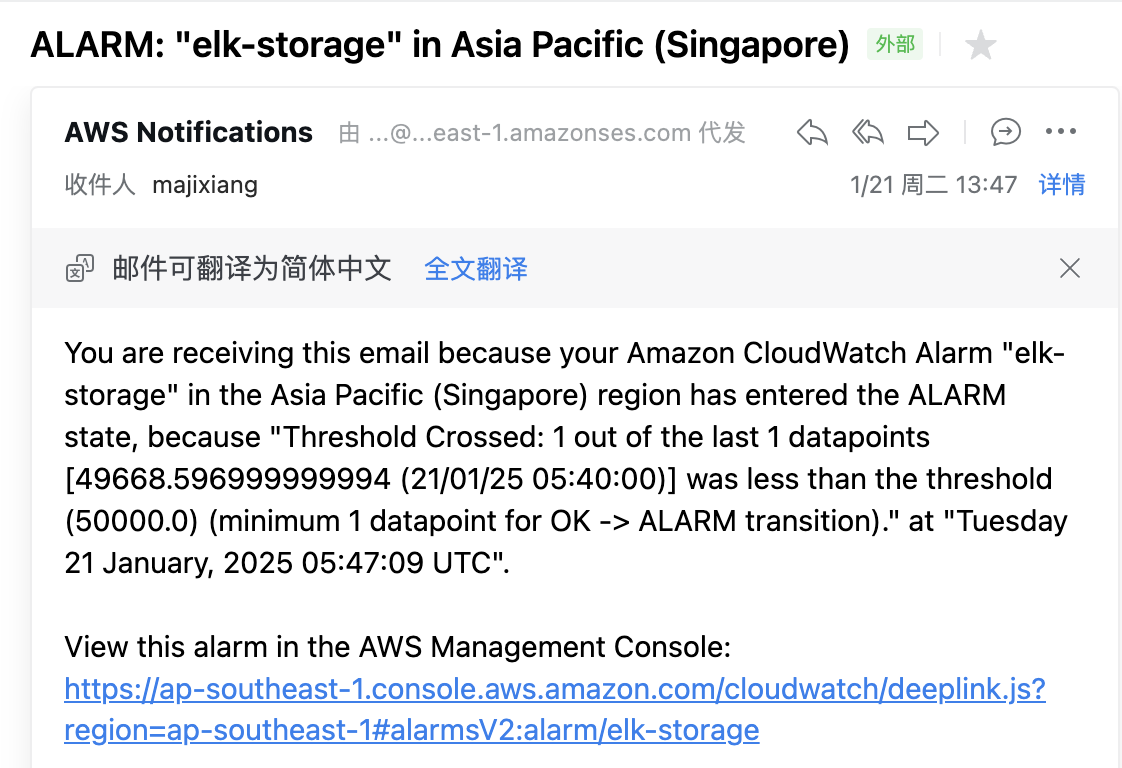 ALARM: "elk-storage" in Asia Pacific (Singapore) 外部
AWS Notifications 由 ...@...east-1.amazonses.com 代发
收件人 majixiang 1/21 周二 13:47 详情
邮件可翻译为简体中文 全文翻译
You are receiving this email because your Amazon CloudWatch Alarm "elk-
storage" in the Asia Pacific (Singapore) region has entered the ALARM
state, because "Threshold Crossed: 1 out of the last 1 datapoints
[49668.596999999994 (21/01/25 05:40:00)] was less than the threshold
(50000.0) (minimum 1 datapoint for OK -> ALARM transition)." at "Tuesday
21 January, 2025 05:47:09 UTC".
View this alarm in the AWS Management Console:
https://ap-southeast-1.console.aws.amazon.com/cloudwatch/deeplink.js?
region=ap-southeast-1#alarmsV2:alarm/elk-storage